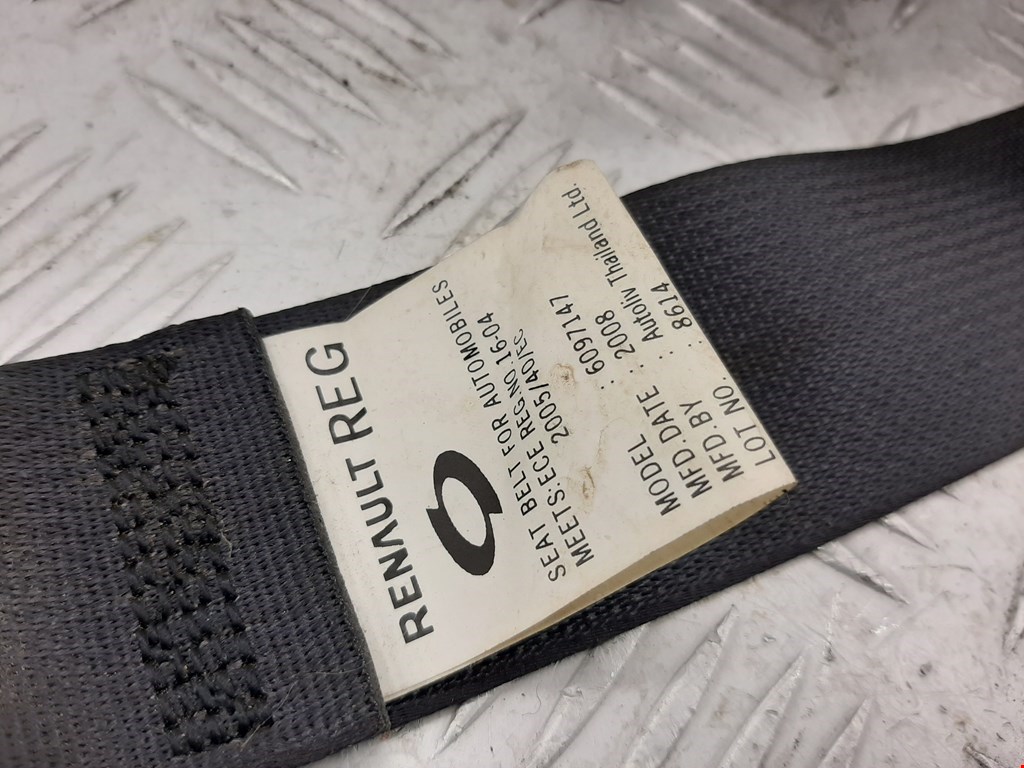 RENAULT REG
SEAT BELT FOR AUTOMOBILES
MEETS:ECE REG.NO.16-04
2005/40/EC
MODEL : 6097147
MFD.DATE : 2008
MFD.BY : Autoliv Thailand Ltd.
LOT NO. : 8614